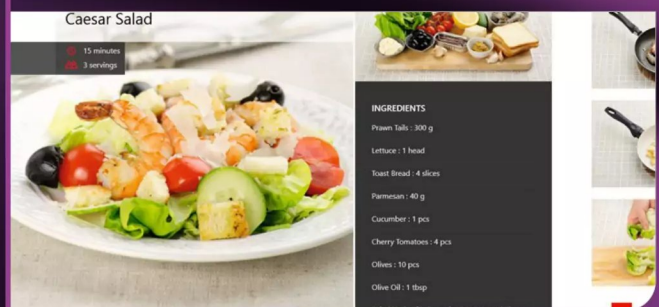 Caesar Salad
15 minutes
3 servings
INGREDIENTS
Prawn Tails : 300 g
Lettuce : 1 head
Toast Bread : 4 slices
Parmesan : 40 g
Cucumber : 1 pcs
Cherry Tomatoes : 4 pcs
Olives : 10 pcs
Olive Oil : 1 tbsp